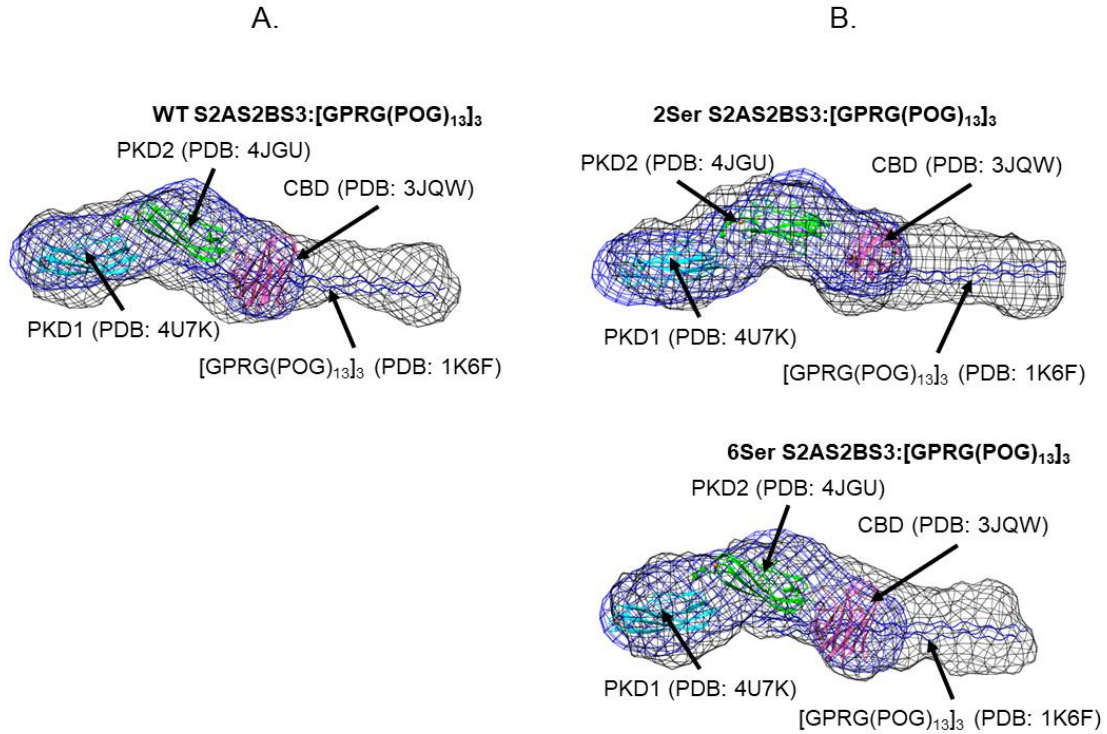 A.
B.
WT S2AS2BS3:[GPRG(POG)₁₃]₃
PKD2 (PDB: 4JGU)
CBD (PDB: 3JQW)
PKD1 (PDB: 4U7K)
[GPRG(POG)₁₃]₃ (PDB: 1K6F)
2Ser S2AS2BS3:[GPRG(POG)₁₃]₃
PKD2 (PDB: 4JGU)
CBD (PDB: 3JQW)
PKD1 (PDB: 4U7K)
[GPRG(POG)₁₃]₃ (PDB: 1K6F)
6Ser S2AS2BS3:[GPRG(POG)₁₃]₃
PKD2 (PDB: 4JGU)
CBD (PDB: 3JQW)
PKD1 (PDB: 4U7K)
[GPRG(POG)₁₃]₃ (PDB: 1K6F)